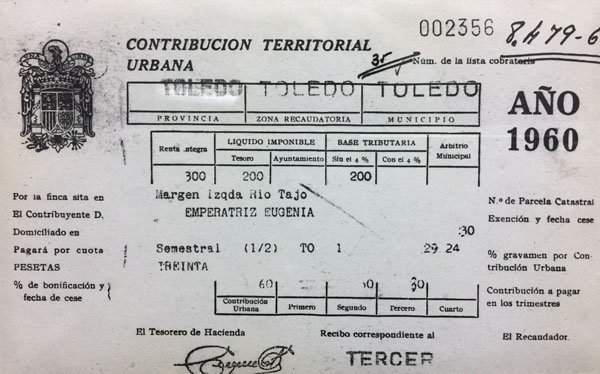 002356
8.479-6
CONTRIBUCION TERRITORIAL
URBANA
35
Núm. de la lista cobratoria
TOLEDO TOLEDO TOLEDO
PROVINCIA ZONA RECAUDATORIA MUNICIPIO
AÑO
1960
Renta íntegra LIQUIDO IMPONIBLE BASE TRIBUTARIA Arbitrio Municipal
Tesoro Ayuntamiento Sin el 4 % Con el 4 %
300 200 200
Por la finca sita en Margen Izqda Rio Tajo N.º de Parcela Catastral
El Contribuyente D. EMPERATRIZ EUGENIA Exención y fecha cese
Domiciliado en :30
Pagará por cuota Semestral (1/2) TO 1 29 24 % gravamen por Con-
PESETAS TREINTA tribución Urbana
% de bonificación y 60 30 Contribución a pagar
fecha de cese en los trimestres
Contribución Urbana Primero Segundo Tercero Cuarto
El Tesorero de Hacienda Recibo correspondiente al El Recaudador.
TERCER